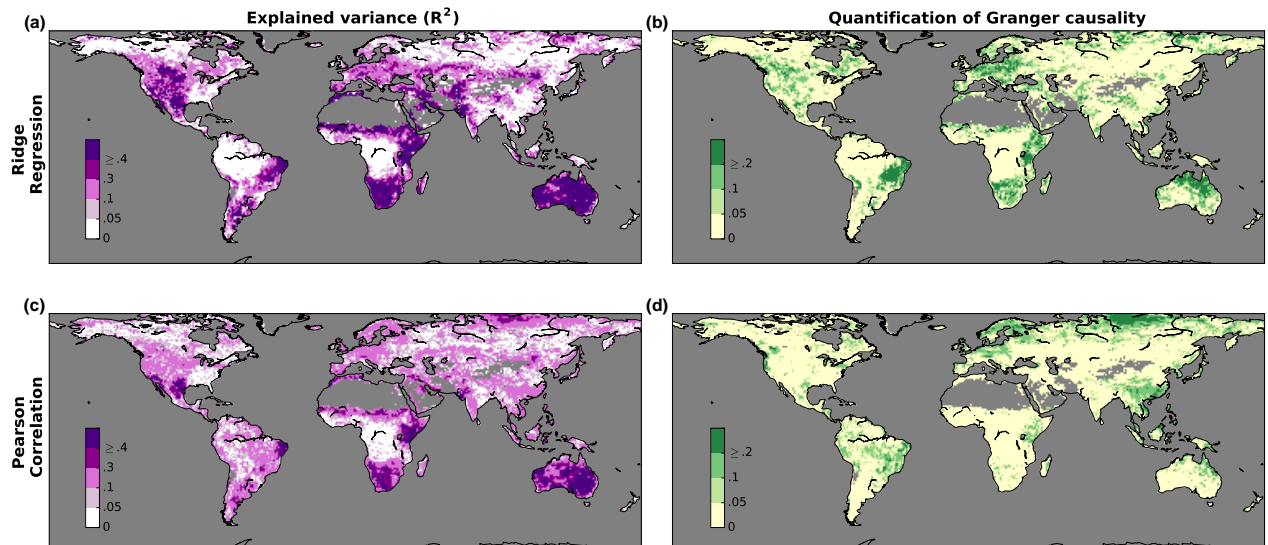 (a)
Explained variance (R²)
(b)
Quantification of Granger causality
Ridge
Regression
≥.4
.3
.1
.05
0
≥.2
.1
.05
0
(c)
(d)
Pearson
Correlation
≥.4
.3
.1
.05
0
≥.2
.1
.05
0